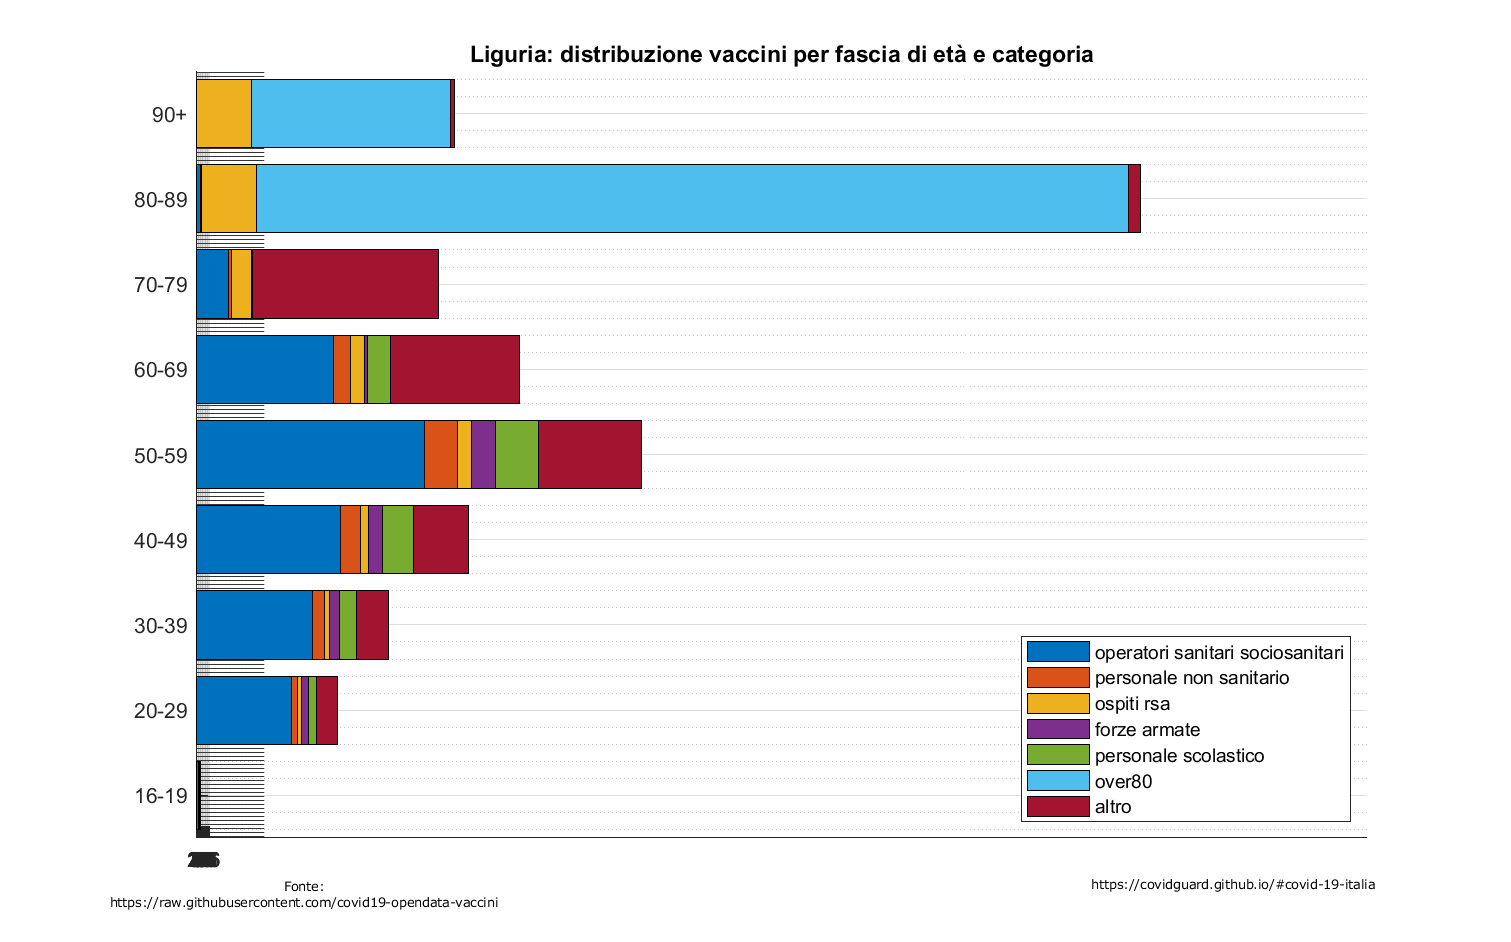 Liguria: distribuzione vaccini per fascia di età e categoria
90+
80-89
70-79
60-69
50-59
40-49
30-39
20-29
16-19
operatori sanitari sociosanitari
personale non sanitario
ospiti rsa
forze armate
personale scolastico
over80
altro
Fonte:
https://raw.githubusercontent.com/covid19-opendata-vaccini
https://covidguard.github.io/#covid-19-italia